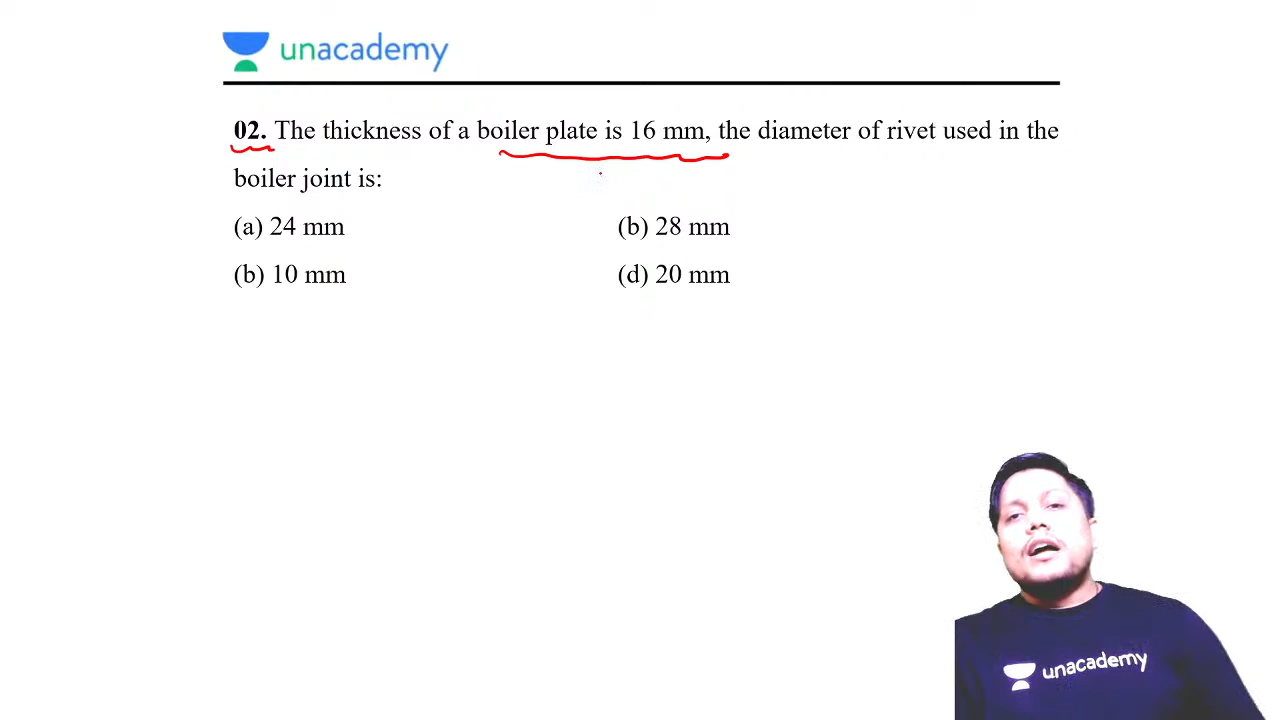 unacademy
02. The thickness of a boiler plate is 16 mm, the diameter of rivet used in the
boiler joint is:
(a) 24 mm (b) 28 mm
(b) 10 mm (d) 20 mm
unacademy